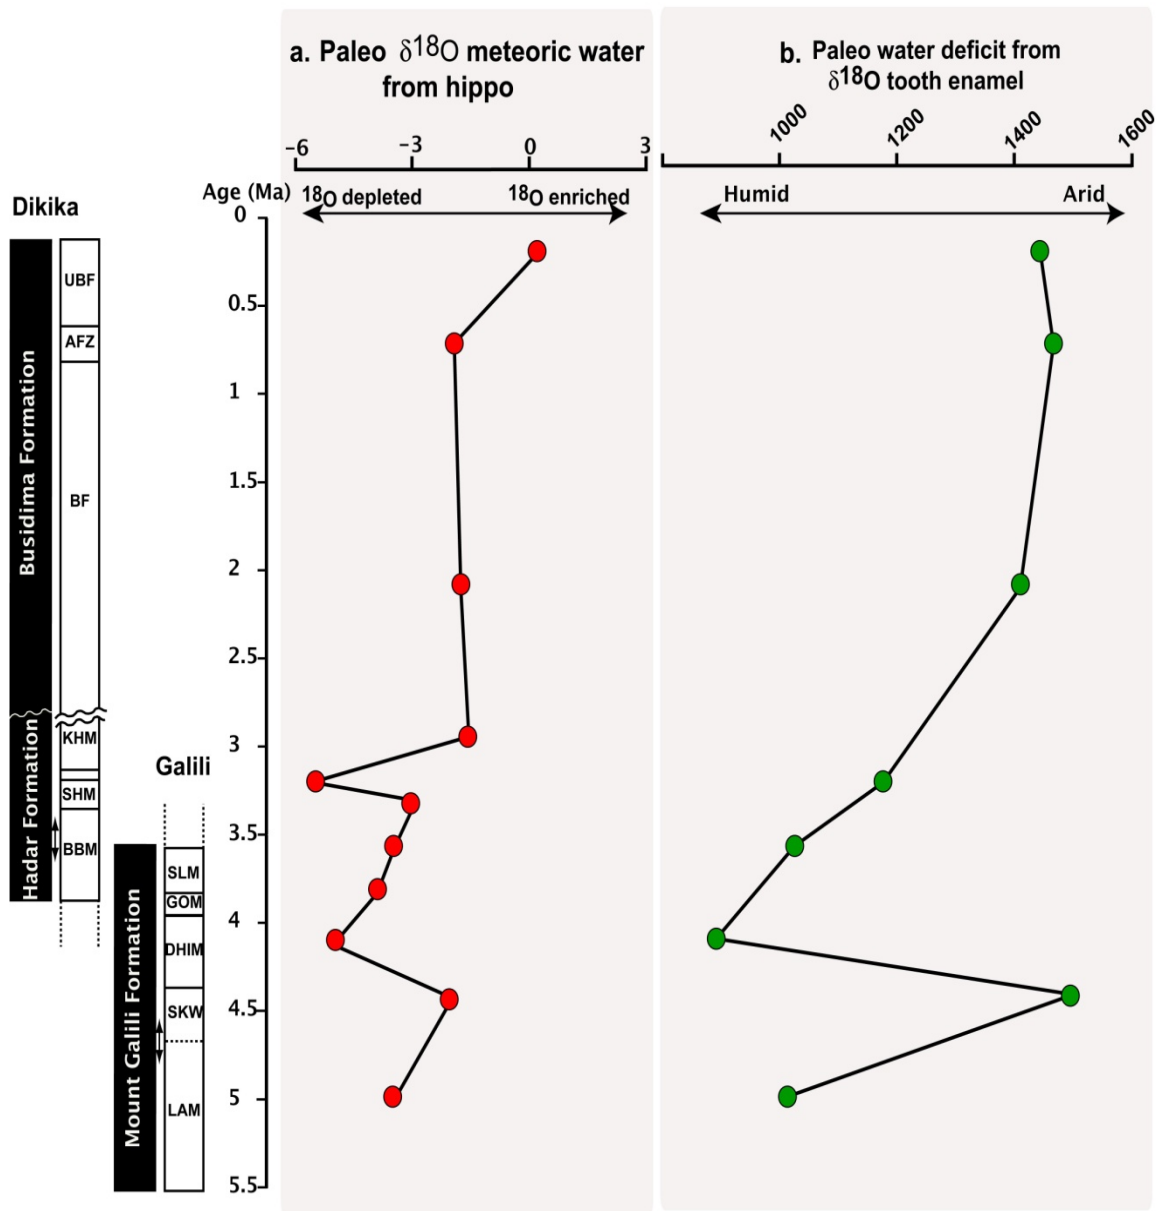 a. Paleo δ18O meteoric water
from hippo
b. Paleo water deficit from
δ18O tooth enamel
−6 −3 0 3
1000 1200 1400 1600
Age (Ma)
18O depleted 18O enriched
Humid Arid
Dikika
0
0.5
1
1.5
2
2.5
3
3.5
4
4.5
5
5.5
Busidima Formation
UBF
AFZ
BF
Hadar Formation
KHM
SHM
BBM
Galili
Mount Galili Formation
SLM
GOM
DHIM
SKW
LAM